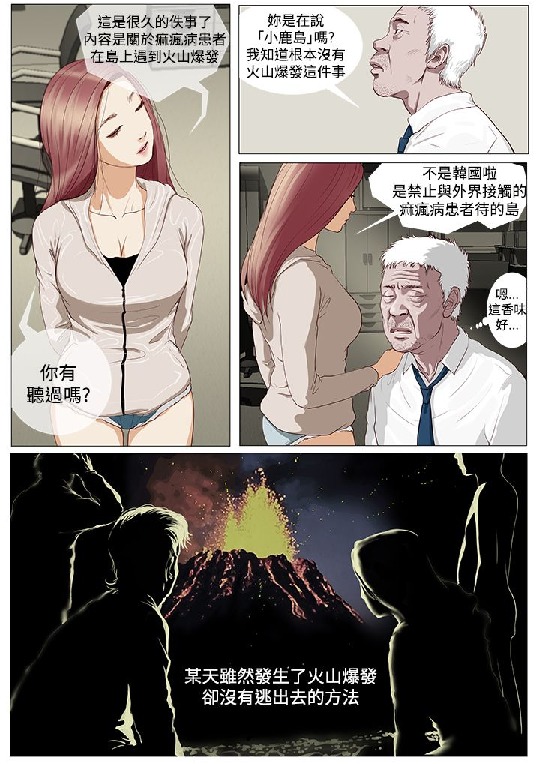 這是很久的佚事了
內容是關於痲瘋病患者
在島上遇到火山爆發
你有
聽過嗎?
妳是在說
「小鹿島」嗎?
我知道根本沒有
火山爆發這件事
不是韓國啦
是禁止與外界接觸的
痲瘋病患者待的島
嗯...
這香味
好...
某天雖然發生了火山爆發
卻沒有逃出去的方法